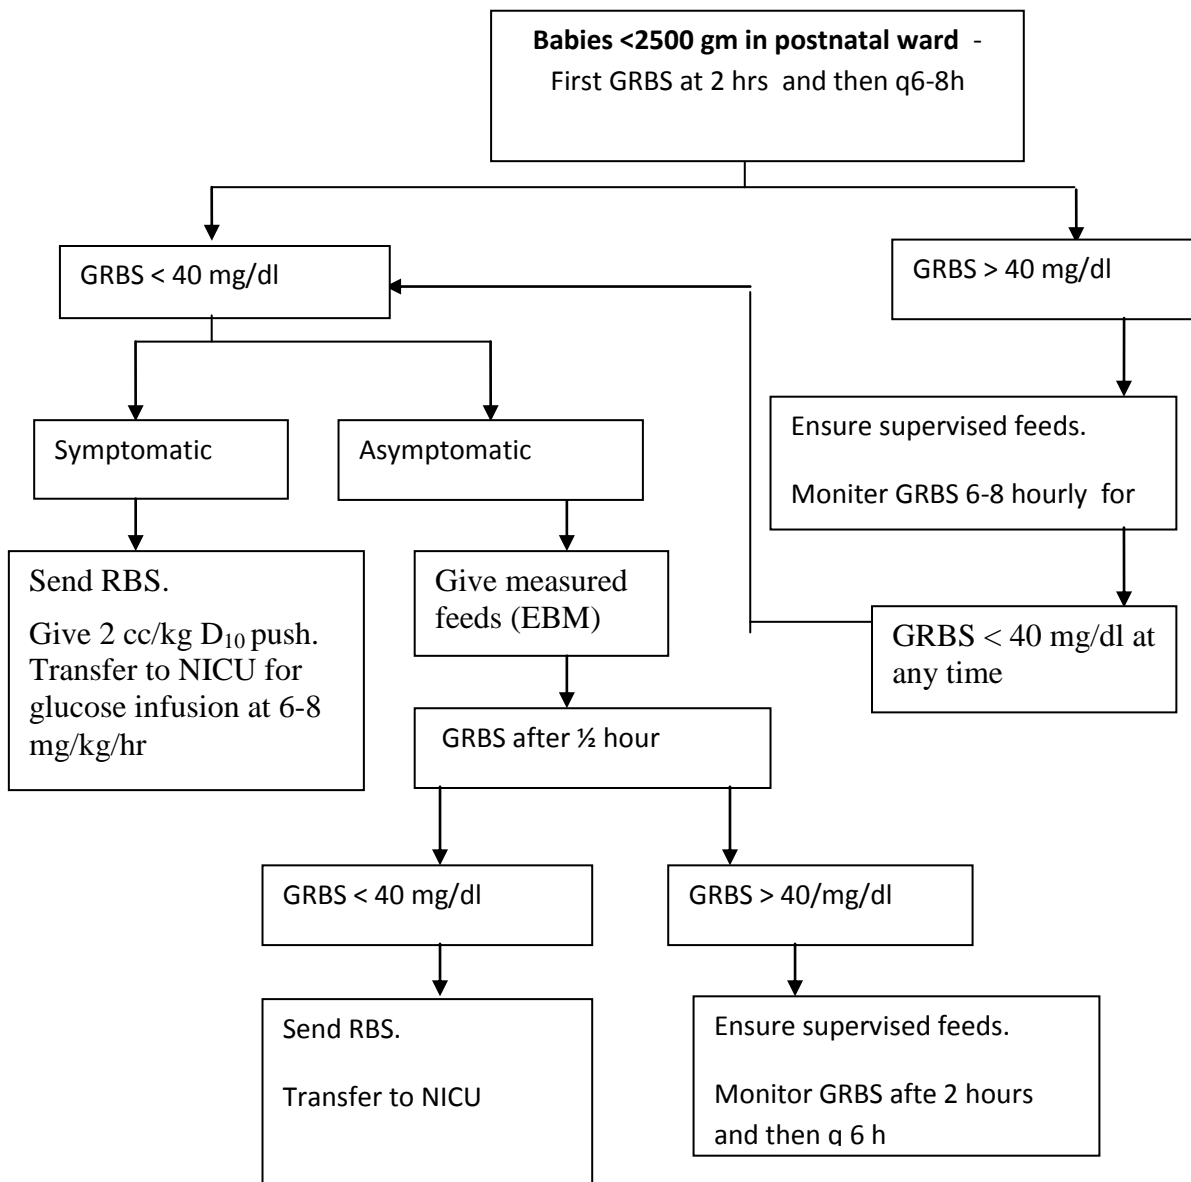 Babies <2500 gm in postnatal ward -
First GRBS at 2 hrs and then q6-8h
GRBS < 40 mg/dl
GRBS > 40 mg/dl
Symptomatic
Asymptomatic
Ensure supervised feeds.
Moniter GRBS 6-8 hourly for
Send RBS.
Give 2 cc/kg D₁₀ push.
Transfer to NICU for
glucose infusion at 6-8
mg/kg/hr
Give measured
feeds (EBM)
GRBS < 40 mg/dl at
any time
GRBS after ½ hour
GRBS < 40 mg/dl
GRBS > 40/mg/dl
Send RBS.
Transfer to NICU
Ensure supervised feeds.
Monitor GRBS afte 2 hours
and then q 6 h